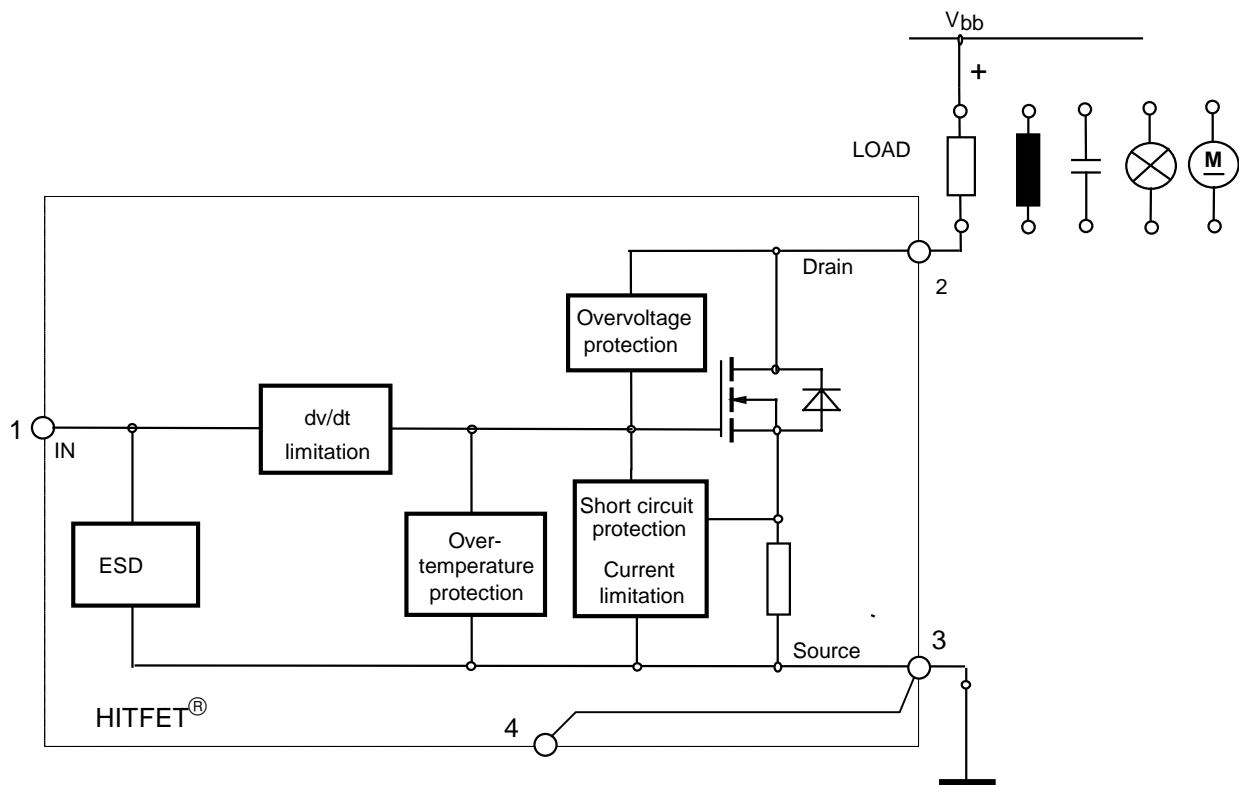 Vbb
+
LOAD
M
Drain
2
Overvoltage
protection
dv/dt
limitation
1
IN
Short circuit
protection
Current
limitation
Over-
temperature
protection
ESD
Source
3
HITFET®
4